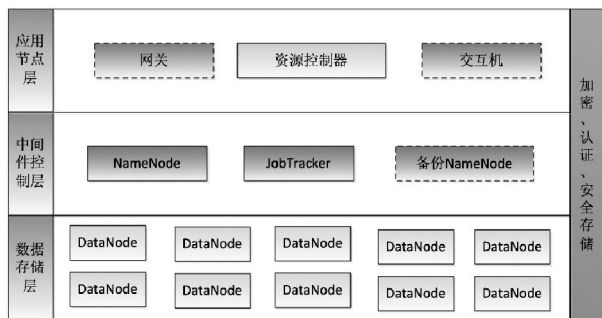 应用
节点
层
网关
资源控制器
交互机
中间
件控
制层
NameNode
JobTracker
备份NameNode
数据
存储
层
DataNode
DataNode
DataNode
DataNode
DataNode
DataNode
DataNode
DataNode
DataNode
DataNode
加密、认证、安全存储